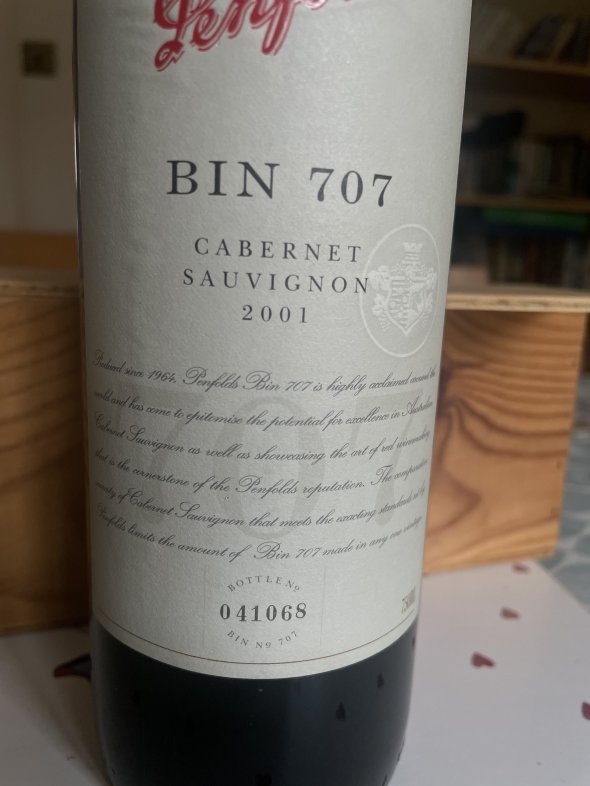 Penfolds
BIN 707
CABERNET
SAUVIGNON
2001
Produced since 1964, Penfolds Bin 707 is highly acclaimed around the
world and has come to epitomise the potential for excellence in Australian
Cabernet Sauvignon as well as showcasing the art of red winemaking
that is the cornerstone of the Penfolds reputation. The comparative
scarcity of Cabernet Sauvignon that meets the exacting standards set by
Penfolds limits the amount of Bin 707 made in any one vintage.
BOTTLE No
041068
BIN No 707
750ML